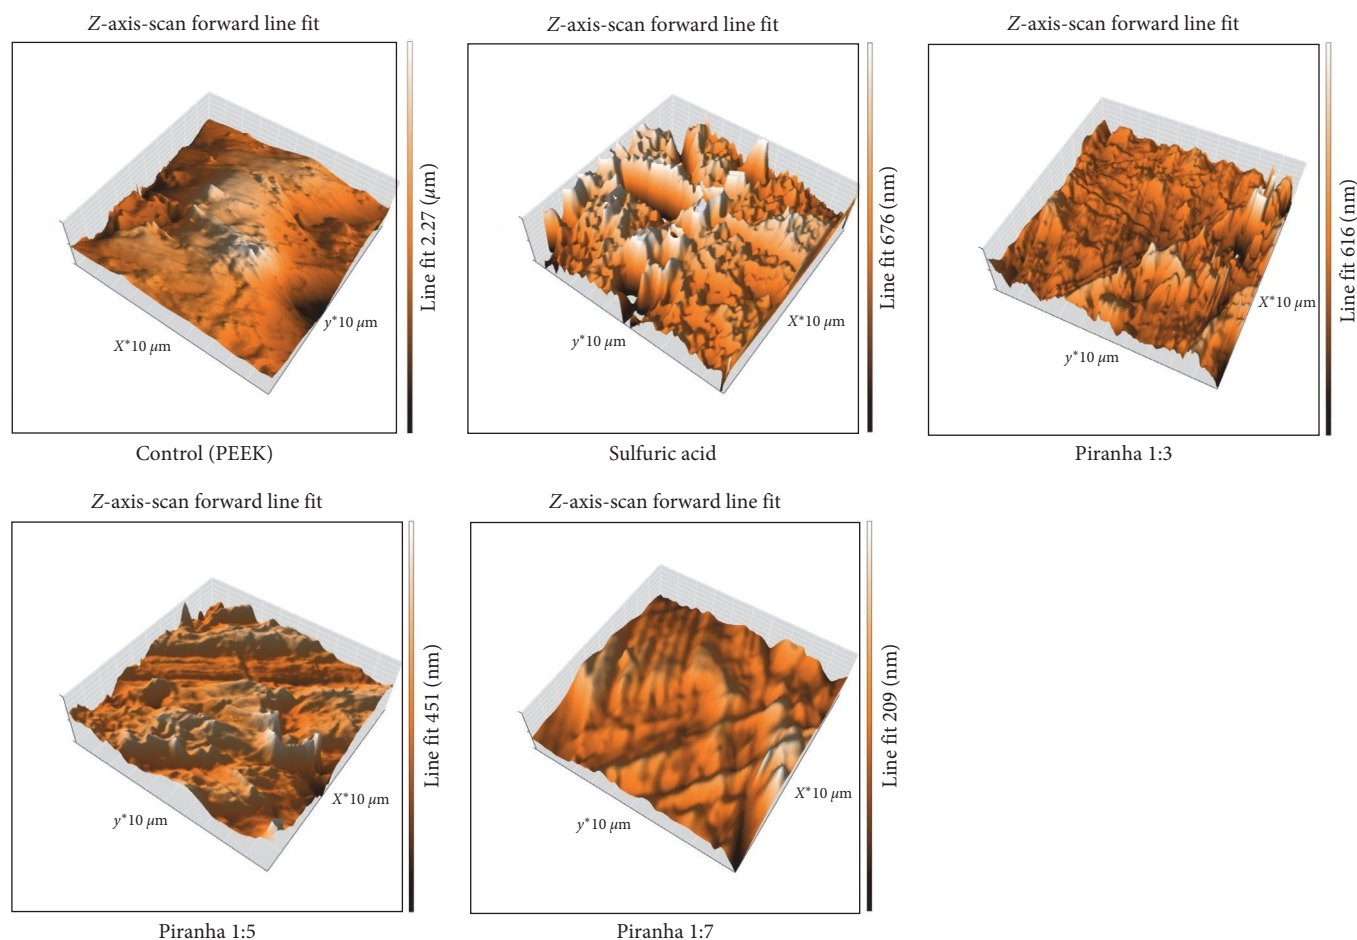 Z-axis-scan forward line fit
Line fit 2.27 (μm)
y*10 μm
X*10 μm
Control (PEEK)
Z-axis-scan forward line fit
Line fit 676 (nm)
X*10 μm
y*10 μm
Sulfuric acid
Z-axis-scan forward line fit
Line fit 616 (nm)
X*10 μm
y*10 μm
Piranha 1:3
Z-axis-scan forward line fit
Line fit 451 (nm)
X*10 μm
y*10 μm
Piranha 1:5
Z-axis-scan forward line fit
Line fit 209 (nm)
X*10 μm
y*10 μm
Piranha 1:7